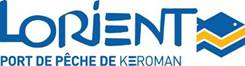 LORIENT
PORT DE PÊCHE DE KEROMAN